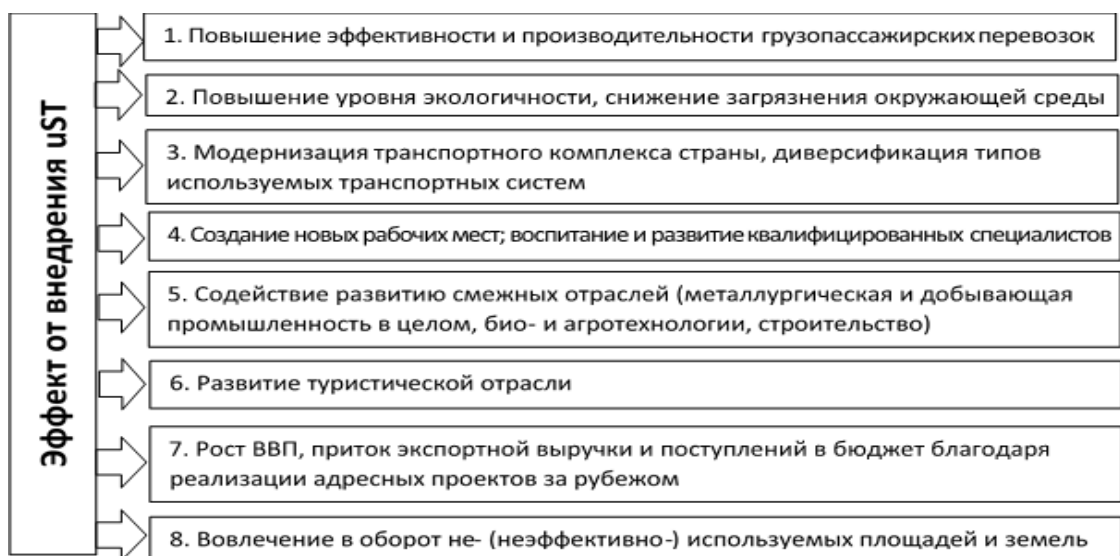 Эффект от внедрения uST
1. Повышение эффективности и производительности грузопассажирских перевозок
2. Повышение уровня экологичности, снижение загрязнения окружающей среды
3. Модернизация транспортного комплекса страны, диверсификация типов
используемых транспортных систем
4. Создание новых рабочих мест; воспитание и развитие квалифицированных специалистов
5. Содействие развитию смежных отраслей (металлургическая и добывающая
промышленность в целом, био- и агротехнологии, строительство)
6. Развитие туристической отрасли
7. Рост ВВП, приток экспортной выручки и поступлений в бюджет благодаря
реализации адресных проектов за рубежом
8. Вовлечение в оборот не- (неэффективно-) используемых площадей и земель